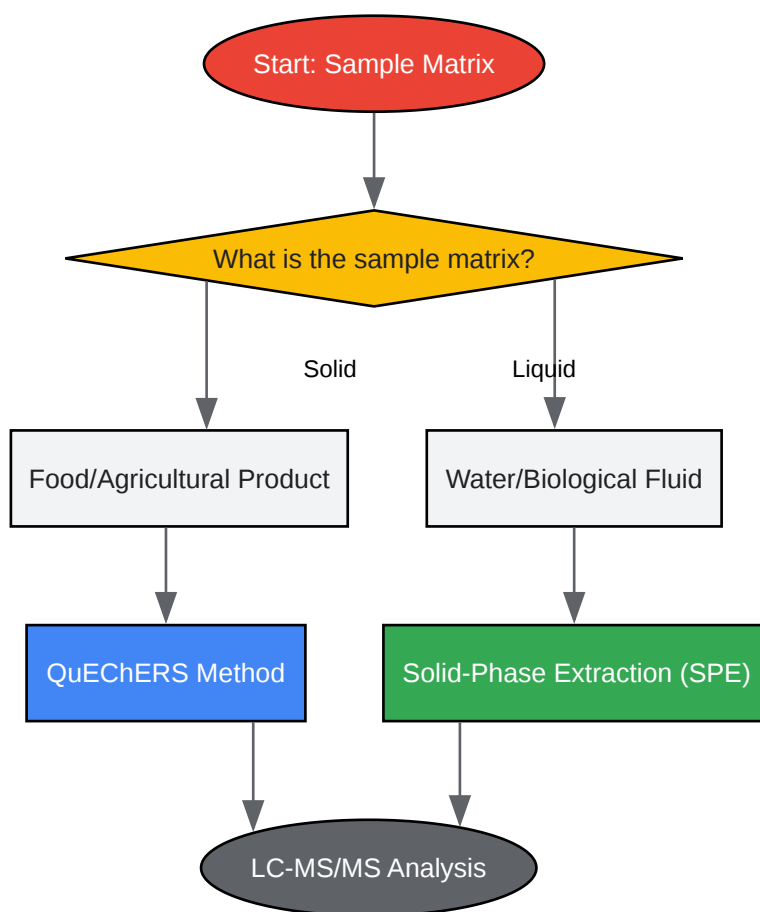 Start: Sample Matrix
What is the sample matrix?
Solid
Liquid
Food/Agricultural Product
Water/Biological Fluid
QuEChERS Method
Solid-Phase Extraction (SPE)
LC-MS/MS Analysis